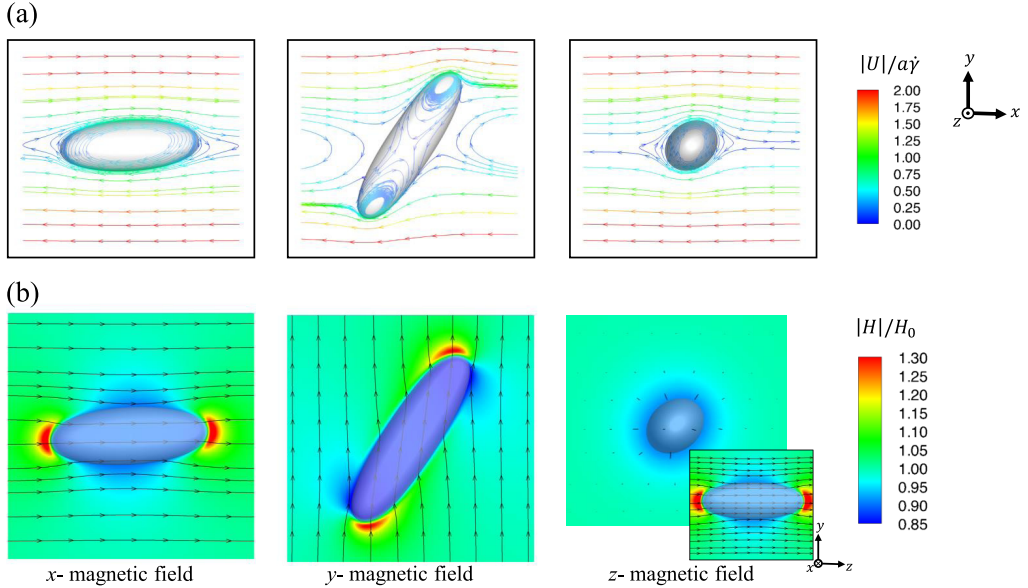 (a)
|U|/aγ̇
2.00
1.75
1.50
1.25
1.00
0.75
0.50
0.25
0.00
y
z
x
(b)
|H|/H₀
1.30
1.20
1.15
1.10
1.05
1.00
0.95
0.90
0.85
y
x
z
x- magnetic field
y- magnetic field
z- magnetic field